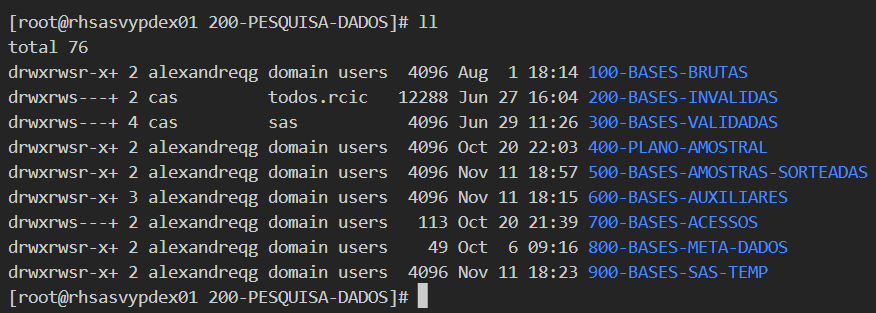 [root@rhsasvypdex01 200-PESQUISA-DADOS]# ll
total 76
drwxrwsr-x+ 2 alexandreqg domain users  4096 Aug  1 18:14 100-BASES-BRUTAS
drwxrws---+ 2 cas         todos.rcic   12288 Jun 27 16:04 200-BASES-INVALIDAS
drwxrws---+ 4 cas         sas           4096 Jun 29 11:26 300-BASES-VALIDADAS
drwxrwsr-x+ 2 alexandreqg domain users  4096 Oct 20 22:03 400-PLANO-AMOSTRAL
drwxrwsr-x+ 2 alexandreqg domain users  4096 Nov 11 18:57 500-BASES-AMOSTRAS-SORTEADAS
drwxrwsr-x+ 3 alexandreqg domain users  4096 Nov 11 18:15 600-BASES-AUXILIARES
drwxrws---+ 2 alexandreqg domain users   113 Oct 20 21:39 700-BASES-ACESSOS
drwxrwsr-x+ 2 alexandreqg domain users    49 Oct  6 09:16 800-BASES-META-DADOS
drwxrwsr-x+ 2 alexandreqg domain users  4096 Nov 11 18:23 900-BASES-SAS-TEMP
[root@rhsasvypdex01 200-PESQUISA-DADOS]#